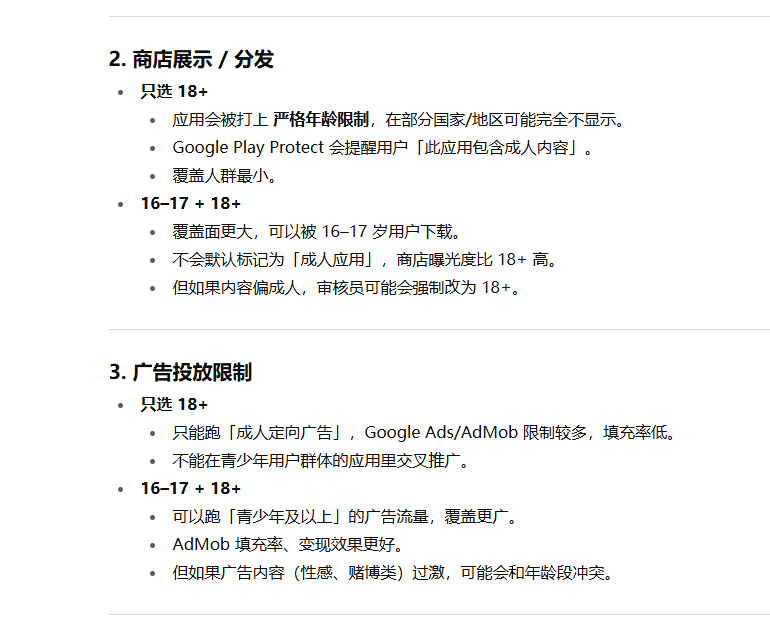 2. 商店展示 / 分发
只选 18+
应用会被打上 严格年龄限制，在部分国家/地区可能完全不显示。
Google Play Protect 会提醒用户「此应用包含成人内容」。
覆盖人群最小。
16–17 + 18+
覆盖面更大，可以被 16–17 岁用户下载。
不会默认标记为「成人应用」，商店曝光度比 18+ 高。
但如果内容偏成人，审核员可能会强制改为 18+。
3. 广告投放限制
只选 18+
只能跑「成人定向广告」，Google Ads/AdMob 限制较多，填充率低。
不能在青少年用户群体的应用里交叉推广。
16–17 + 18+
可以跑「青少年及以上」的广告流量，覆盖更广。
AdMob 填充率、变现效果更好。
但如果广告内容（性感、赌博类）过激，可能会和年龄段冲突。